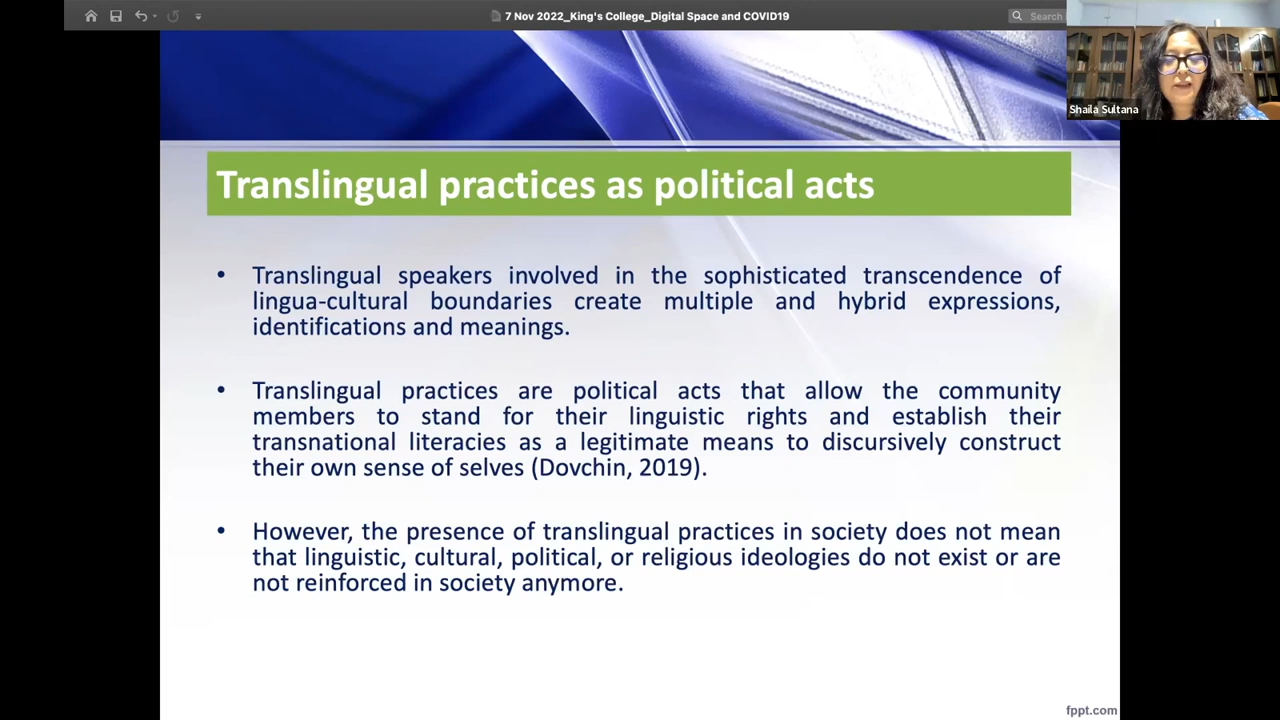 7 Nov 2022_King's College_Digital Space and COVID19
Search
Shaila Sultana
Translingual practices as political acts
• Translingual speakers involved in the sophisticated transcendence of
lingua-cultural boundaries create multiple and hybrid expressions,
identifications and meanings.
• Translingual practices are political acts that allow the community
members to stand for their linguistic rights and establish their
transnational literacies as a legitimate means to discursively construct
their own sense of selves (Dovchin, 2019).
• However, the presence of translingual practices in society does not mean
that linguistic, cultural, political, or religious ideologies do not exist or are
not reinforced in society anymore.
fppt.com